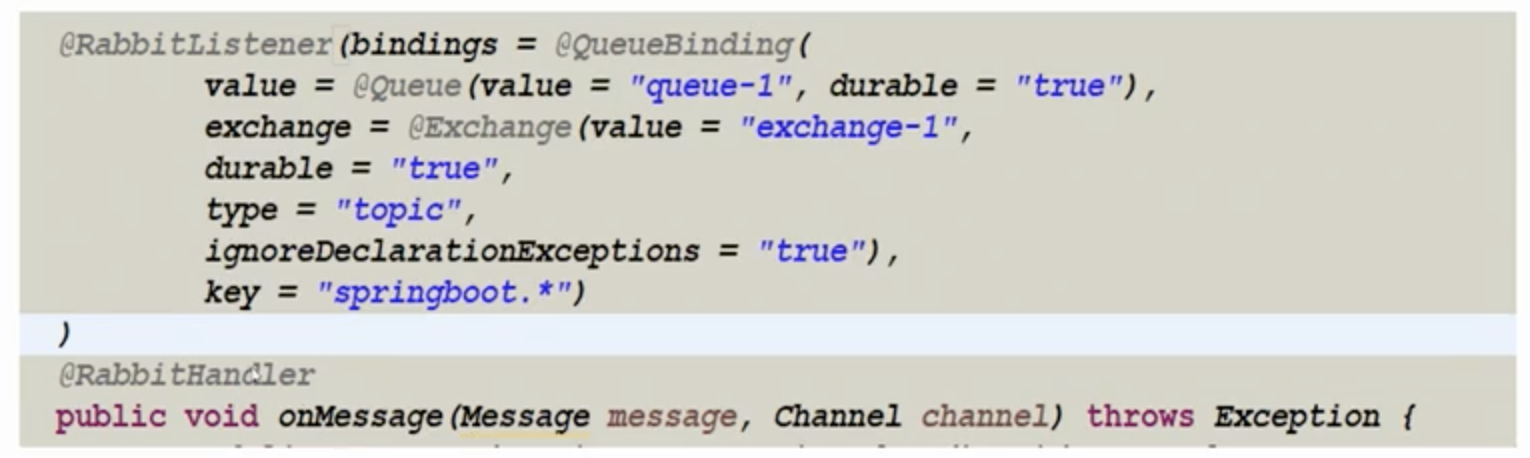 @RabbitListener(bindings = @QueueBinding(
value = @Queue(value = "queue-1", durable = "true"),
exchange = @Exchange(value = "exchange-1",
durable = "true",
type = "topic",
ignoreDeclarationExceptions = "true"),
key = "springboot.*")
)
@RabbitHandler
public void onMessage(Message message, Channel channel) throws Exception {